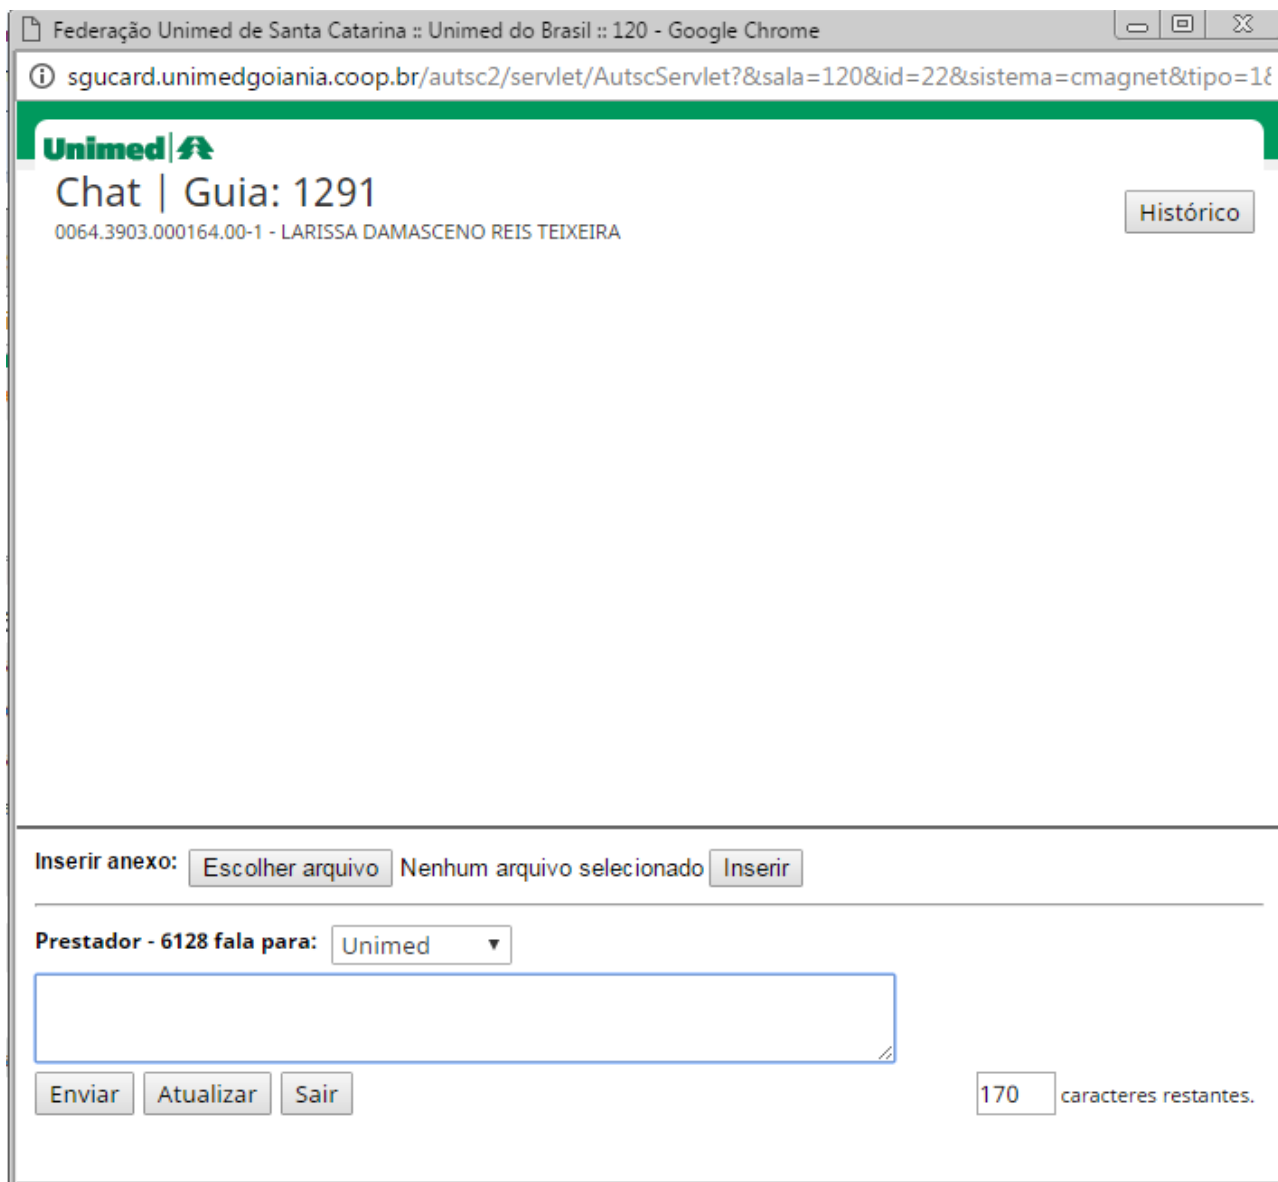 Federação Unimed de Santa Catarina :: Unimed do Brasil :: 120 - Google Chrome
sgucard.unimedgoiania.coop.br/autsc2/servlet/AutscServlet?&sala=120&id=22&sistema=cmagnet&tipo=1
Unimed
Chat | Guia: 1291
Histórico
0064.3903.000164.00-1 - LARISSA DAMASCENO REIS TEIXEIRA
Inserir anexo: Escolher arquivo Nenhum arquivo selecionado Inserir
Prestador - 6128 fala para: Unimed
Enviar Atualizar Sair 170 caracteres restantes.